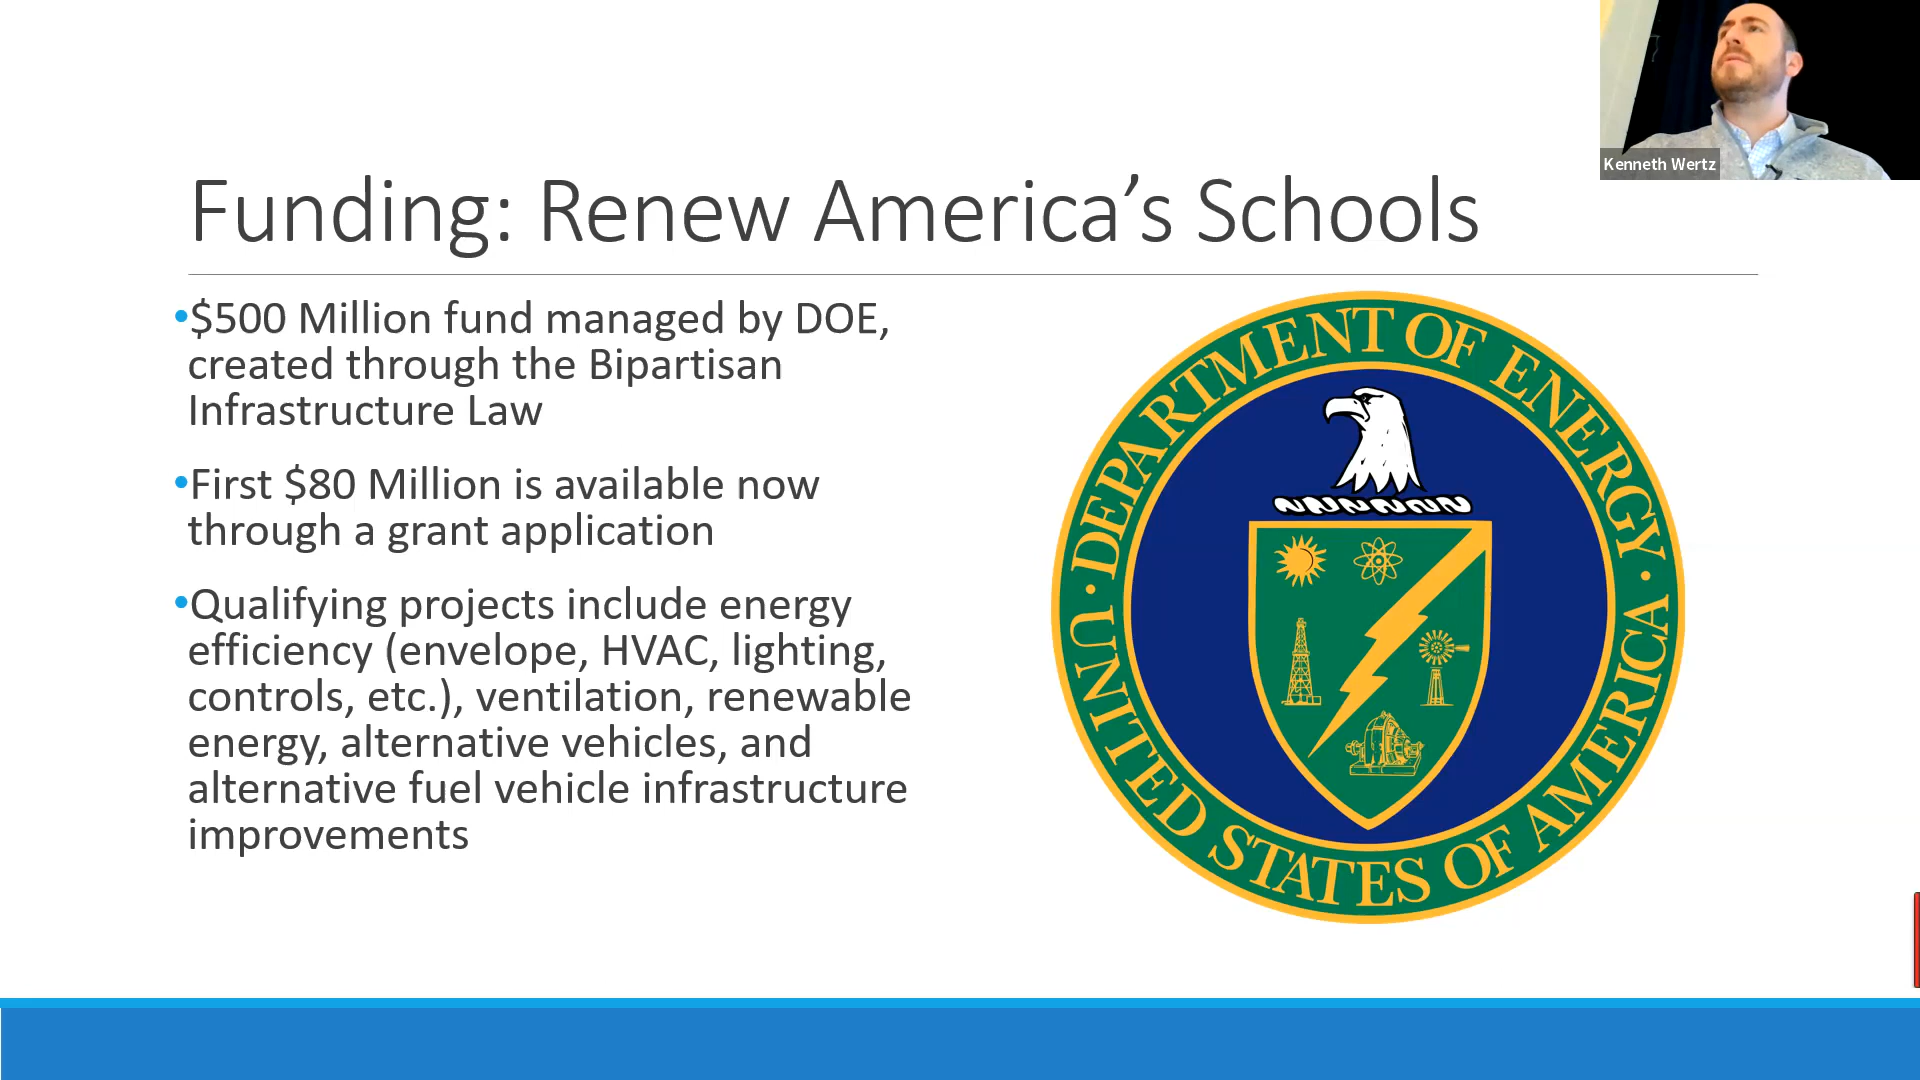 Kenneth Wertz
Funding: Renew America’s Schools
•$500 Million fund managed by DOE,
created through the Bipartisan
Infrastructure Law
•First $80 Million is available now
through a grant application
•Qualifying projects include energy
efficiency (envelope, HVAC, lighting,
controls, etc.), ventilation, renewable
energy, alternative vehicles, and
alternative fuel vehicle infrastructure
improvements
DEPARTMENT OF ENERGY
UNITED STATES OF AMERICA